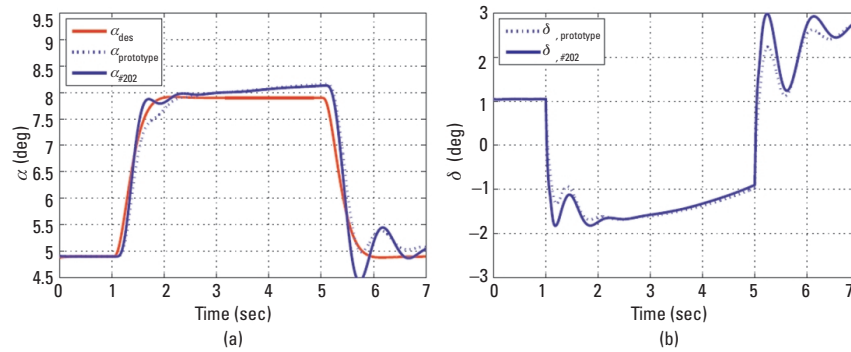 9.5
9
8.5
8
7.5
7
6.5
6
5.5
5
4.5
α (deg)
αdes
αprototype
α#202
0 1 2 3 4 5 6 7
Time (sec)
(a)
3
2
1
0
−1
−2
−3
δ (deg)
δ , prototype
δ , #202
0 1 2 3 4 5 6 7
Time (sec)
(b)